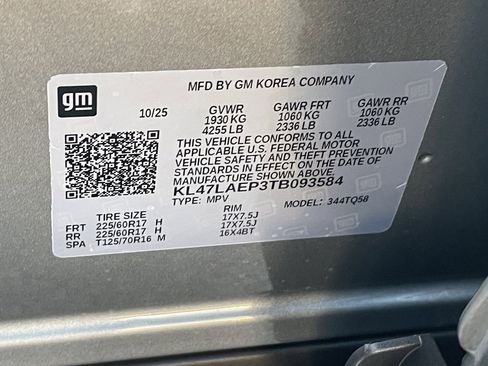 gm
MFD BY GM KOREA COMPANY
10/25 GVWR GAWR FRT GAWR RR
1930 KG 1060 KG 1060 KG
4255 LB 2336 LB 2336 LB
THIS VEHICLE CONFORMS TO ALL
APPLICABLE U.S. FEDERAL MOTOR
VEHICLE SAFETY AND THEFT PREVENTION
STANDARDS IN EFFECT ON THE DATE OF
MANUFACTURE SHOWN ABOVE.
KL47LAEP3TB093584
TYPE: MPV MODEL: 344TQ58
TIRE SIZE RIM
FRT 225/60R17 H 17X7.5J
RR 225/60R17 H 17X7.5J
SPA T125/70R16 M 16X4BT